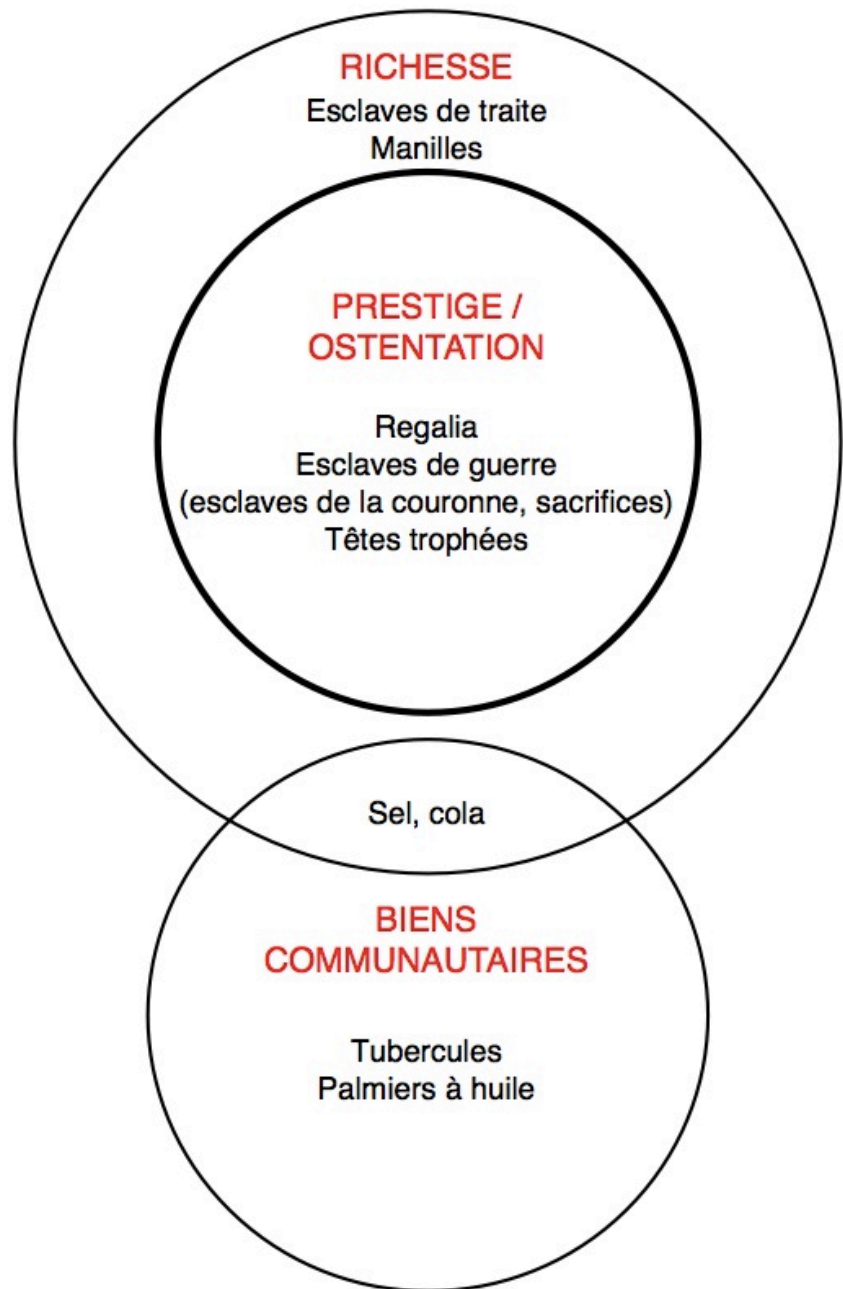 RICHESSE
Esclaves de traite
Manilles
PRESTIGE /
OSTENTATION
Regalia
Esclaves de guerre
(esclaves de la couronne, sacrifices)
Têtes trophées
Sel, cola
BIENS
COMMUNAUTAIRES
Tubercules
Palmiers à huile